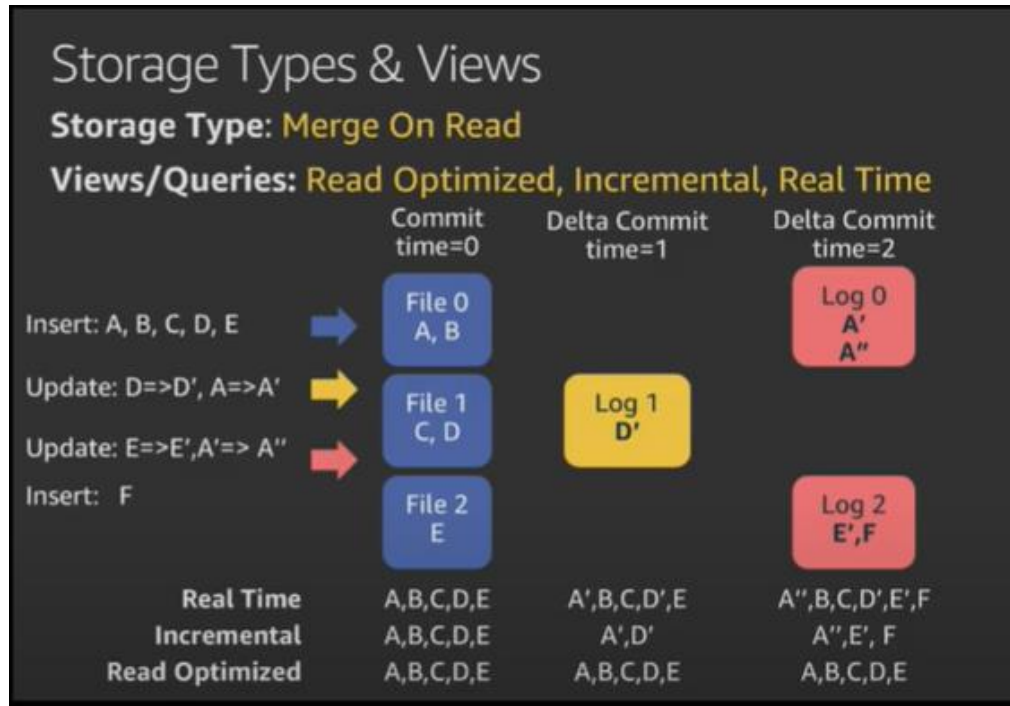 Storage Types & Views
Storage Type: Merge On Read
Views/Queries: Read Optimized, Incremental, Real Time
Commit time=0
Delta Commit time=1
Delta Commit time=2
Insert: A, B, C, D, E
Update: D=>D', A=>A'
Update: E=>E',A'=> A''
Insert: F
File 0
A, B
File 1
C, D
File 2
E
Log 1
D'
Log 0
A'
A''
Log 2
E',F
Real Time A,B,C,D,E A',B,C,D',E A'',B,C,D',E',F
Incremental A,B,C,D,E A',D' A'',E', F
Read Optimized A,B,C,D,E A,B,C,D,E A,B,C,D,E